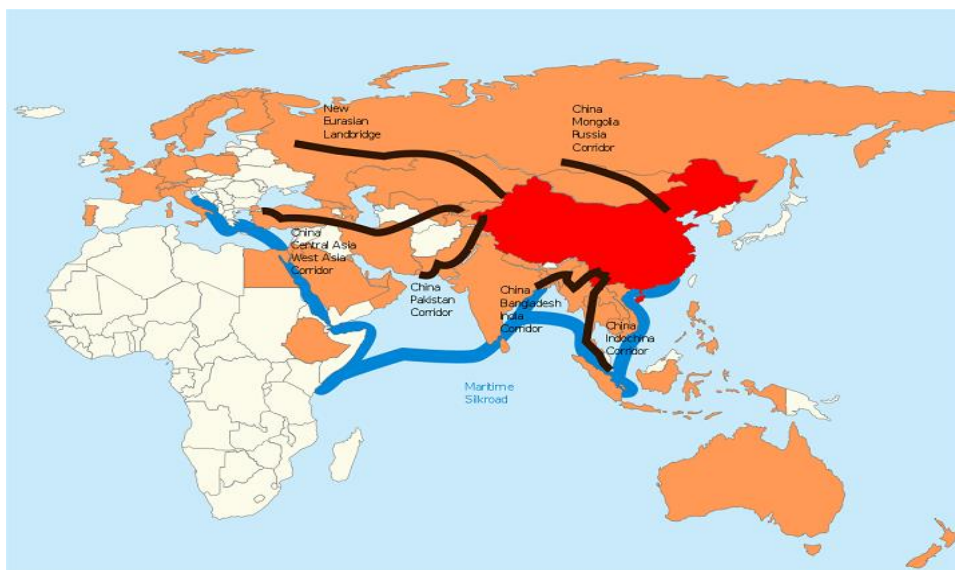 New
Eurasian
Landbridge
China
Mongolia
Russia
Corridor
China
Central Asia
West Asia
Corridor
China
Pakistan
Corridor
China
Bangladesh
India
Corridor
China
Indochina
Corridor
Maritime
Silkroad